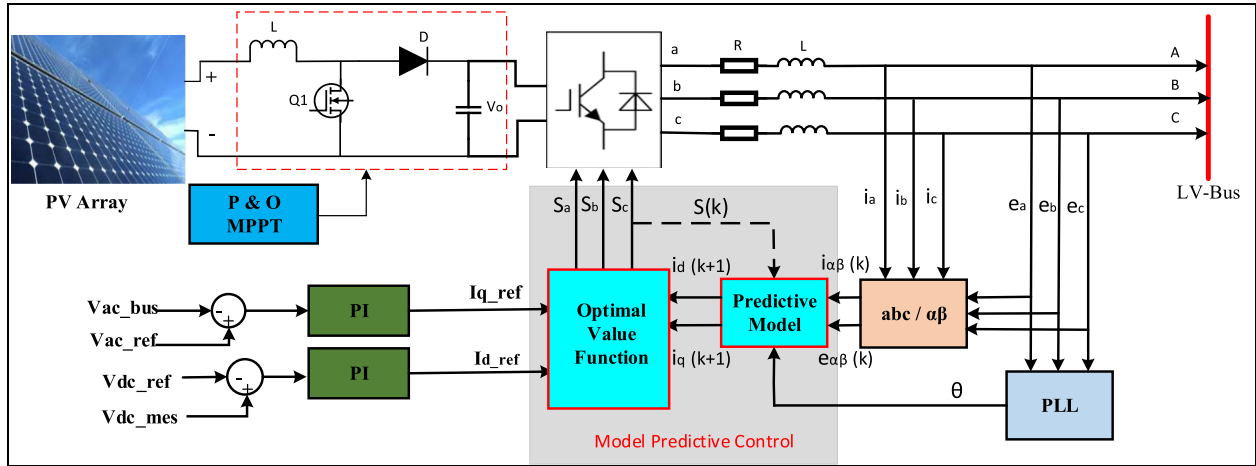 L
D
Q1
Vo
+
-
PV Array
P & O
MPPT
a
b
c
R
L
A
B
C
LV-Bus
Sa
Sb
Sc
S(k)
ia
ib
ic
ea
eb
ec
Vac_bus
Vac_ref
-
+
PI
Iq_ref
Vdc_ref
Vdc_mes
-
+
PI
Id_ref
Optimal
Value
Function
id (k+1)
iq (k+1)
Predictive
Model
iαβ (k)
eαβ (k)
abc / αβ
θ
PLL
Model Predictive Control